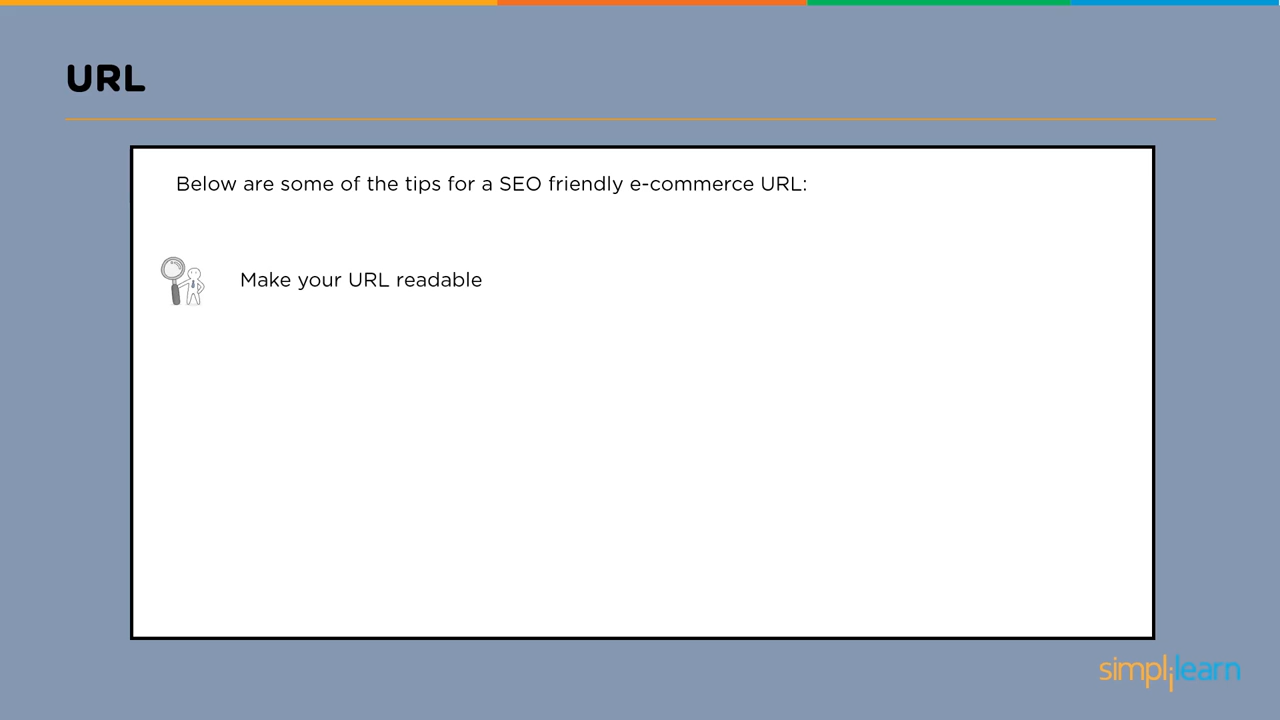 URL
Below are some of the tips for a SEO friendly e-commerce URL:
Make your URL readable
simplilearn